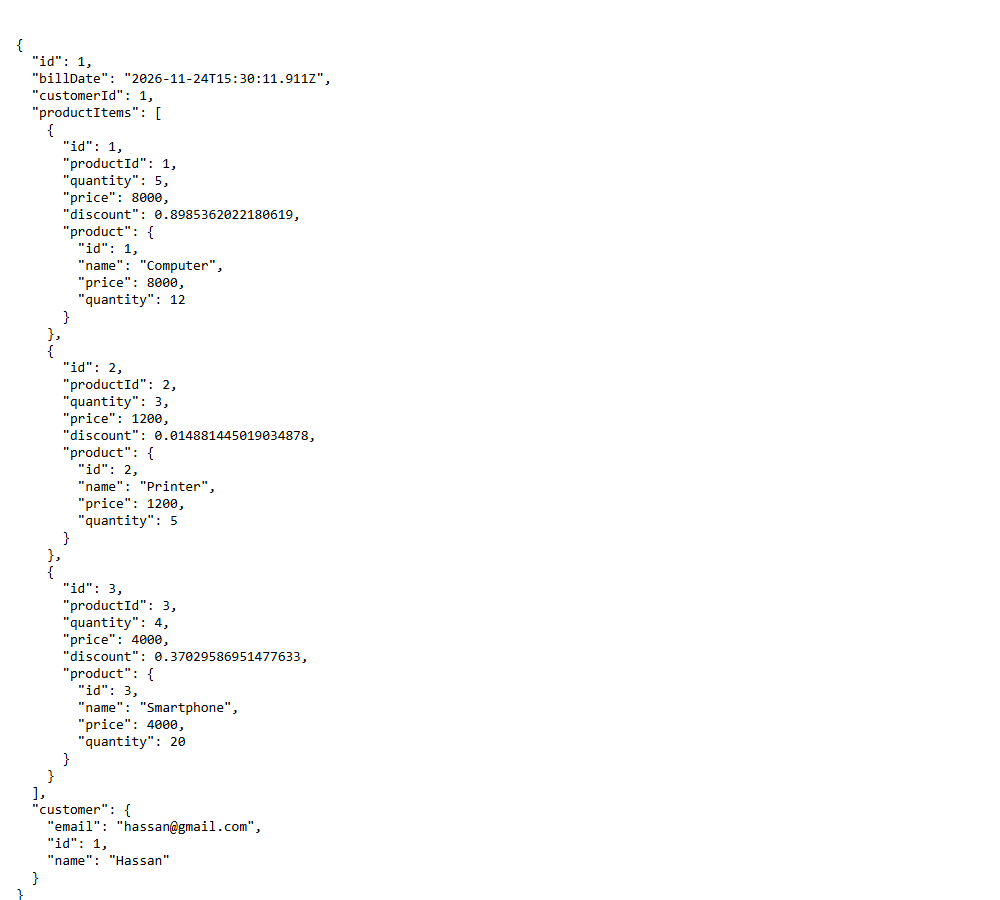 {
  "id": 1,
  "billDate": "2026-11-24T15:30:11.911Z",
  "customerId": 1,
  "productItems": [
    {
      "id": 1,
      "productId": 1,
      "quantity": 5,
      "price": 8000,
      "discount": 0.8985362022180619,
      "product": {
        "id": 1,
        "name": "Computer",
        "price": 8000,
        "quantity": 12
      }
    },
    {
      "id": 2,
      "productId": 2,
      "quantity": 3,
      "price": 1200,
      "discount": 0.014881445019034878,
      "product": {
        "id": 2,
        "name": "Printer",
        "price": 1200,
        "quantity": 5
      }
    },
    {
      "id": 3,
      "productId": 3,
      "quantity": 4,
      "price": 4000,
      "discount": 0.37029586951477633,
      "product": {
        "id": 3,
        "name": "Smartphone",
        "price": 4000,
        "quantity": 20
      }
    }
  ],
  "customer": {
    "email": "hassan@gmail.com",
    "id": 1,
    "name": "Hassan"
  }
}